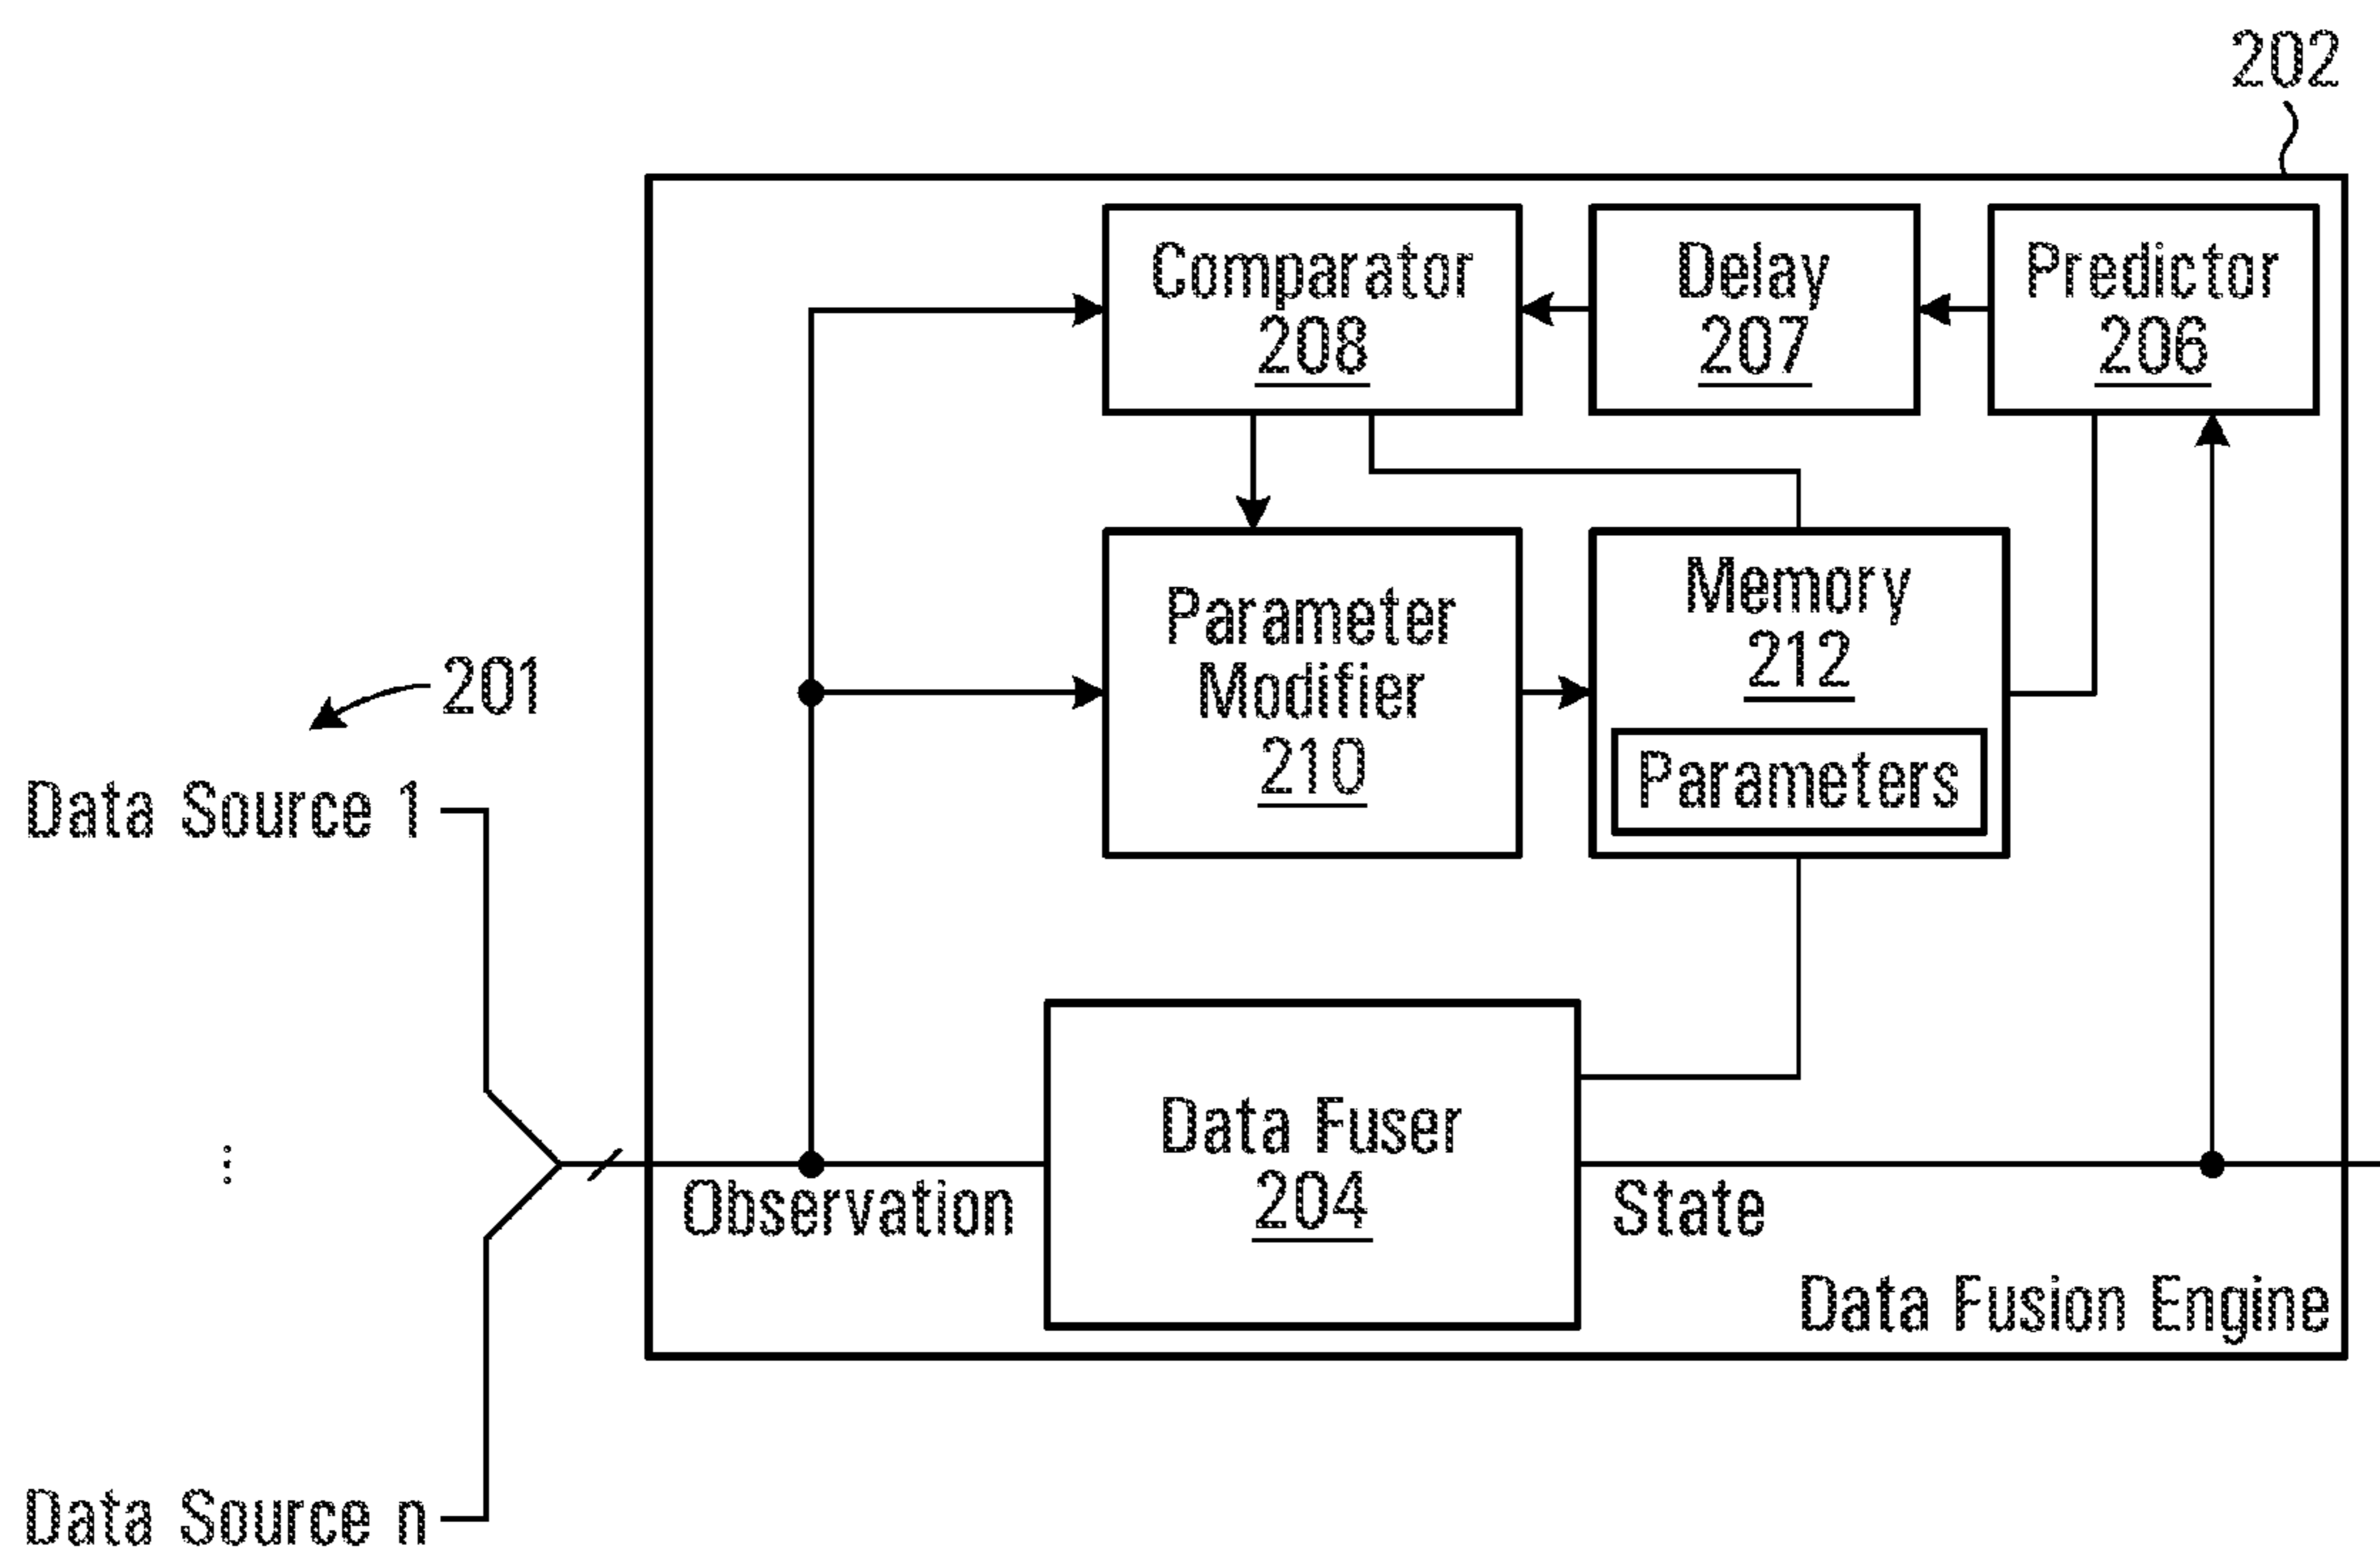 202
Comparator
208
Delay
207
Predictor
206
Parameter
Modifier
210
Memory
212
Parameters
201
Data Source 1
⋮
Data Source n
Observation
Data Fuser
204
State
Data Fusion Engine